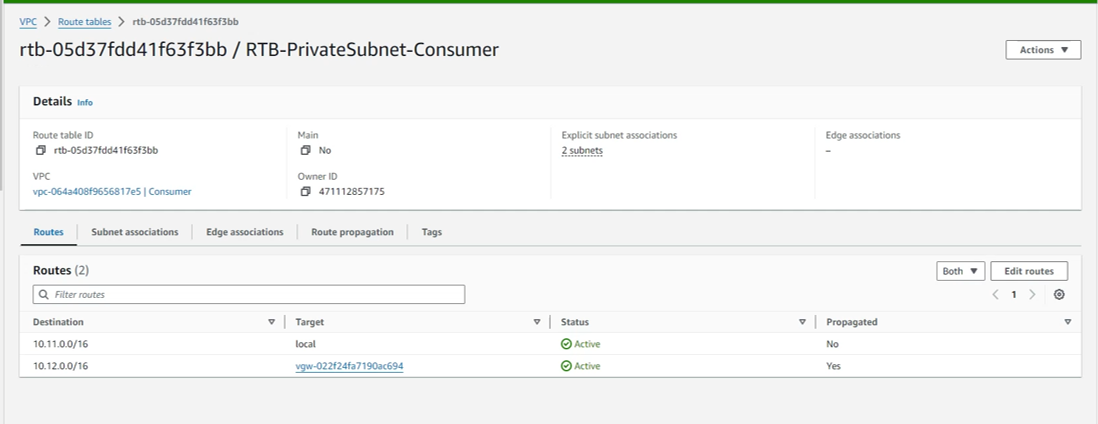 VPC > Route tables > rtb-05d37fdd41f63f3bb
rtb-05d37fdd41f63f3bb / RTB-PrivateSubnet-Consumer
Actions
Details Info
Route table ID
rtb-05d37fdd41f63f3bb
Main
No
Explicit subnet associations
2 subnets
Edge associations
–
VPC
vpc-064a408f9656817e5 | Consumer
Owner ID
471112857175
Routes Subnet associations Edge associations Route propagation Tags
Routes (2)
Both Edit routes
Filter routes
1
Destination Target Status Propagated
10.11.0.0/16 local Active No
10.12.0.0/16 vgw-022f24fa7190ac694 Active Yes